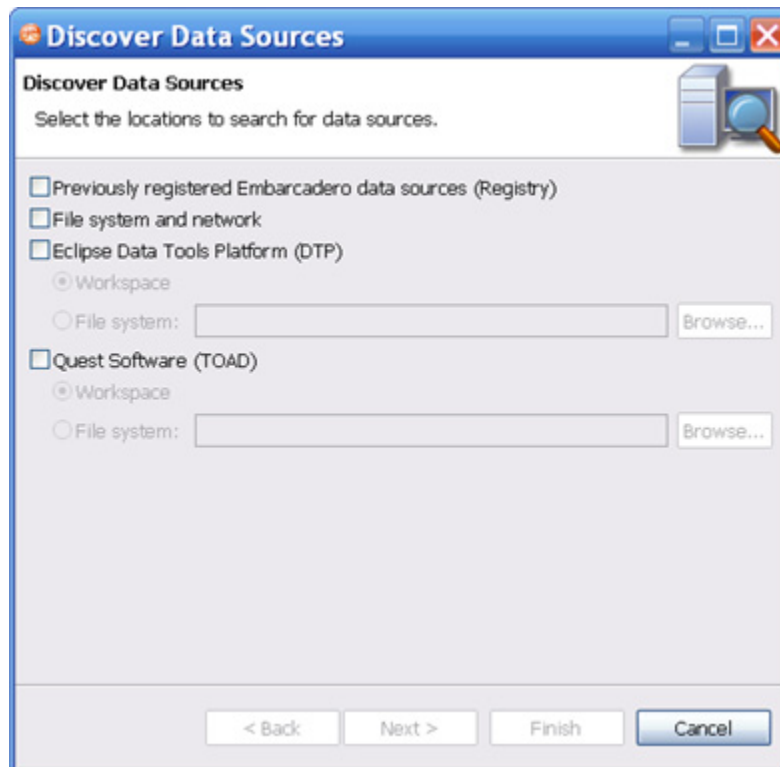 Discover Data Sources
Discover Data Sources
Select the locations to search for data sources.
Previously registered Embarcadero data sources (Registry)
File system and network
Eclipse Data Tools Platform (DTP)
Workspace
File system: Browse...
Quest Software (TOAD)
Workspace
File system: Browse...
< Back Next > Finish Cancel